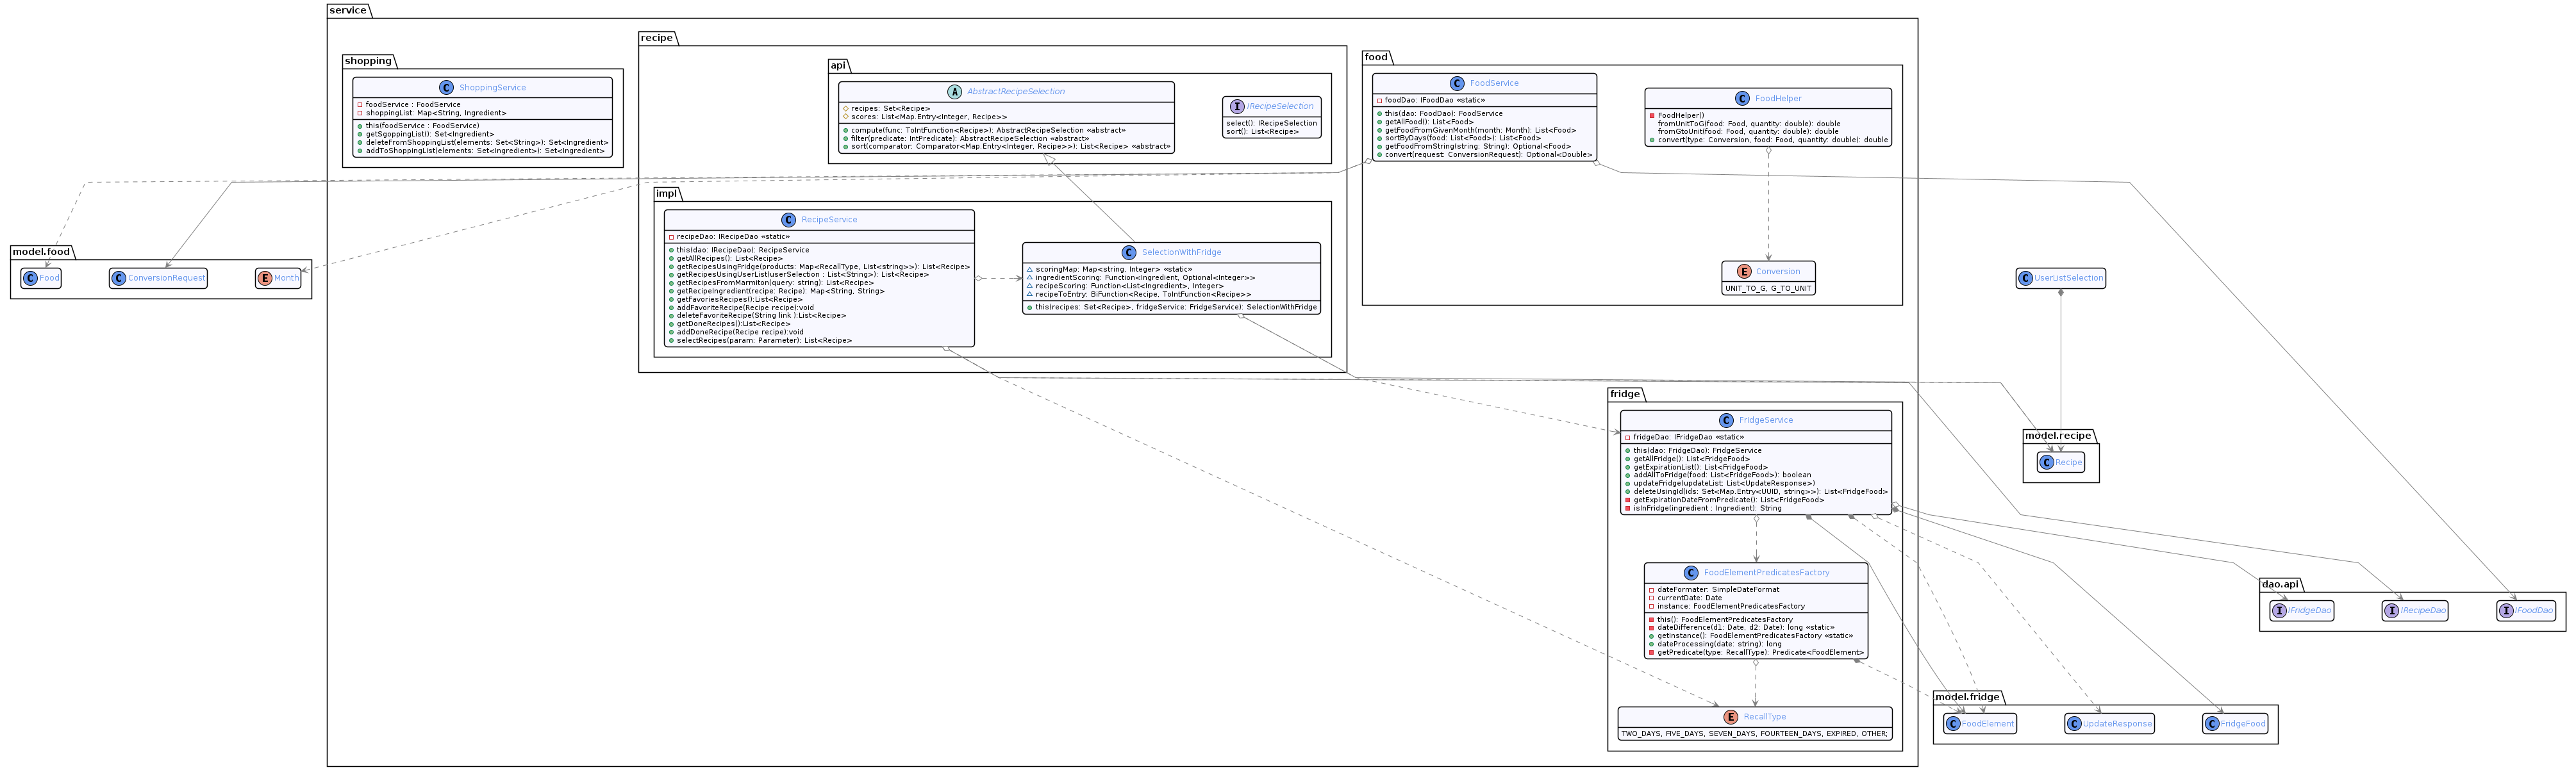 service
shopping
C ShoppingService
foodService : FoodService
shoppingList: Map<String, Ingredient>
this(foodService : FoodService)
getSgoppingList(): Set<Ingredient>
deleteFromShoppingList(elements: Set<String>): Set<Ingredient>
addToShoppingList(elements: Set<Ingredient>): Set<Ingredient>
recipe
api
A AbstractRecipeSelection
recipes: Set<Recipe>
scores: List<Map.Entry<Integer, Recipe>>
compute(func: ToIntFunction<Recipe>): AbstractRecipeSelection «abstract»
filter(predicate: IntPredicate): AbstractRecipeSelection «abstract»
sort(comparator: Comparator<Map.Entry<Integer, Recipe>>): List<Recipe> «abstract»
I IRecipeSelection
select(): IRecipeSelection
sort(): List<Recipe>
impl
C RecipeService
recipeDao: IRecipeDao «static»
this(dao: IRecipeDao): RecipeService
getAllRecipes(): List<Recipe>
getRecipesUsingFridge(products: Map<RecallType, List<string>>): List<Recipe>
getRecipesUsingUserList(userSelection : List<String>): List<Recipe>
getRecipesFromMarmiton(query: string): List<Recipe>
getRecipeIngredient(recipe: Recipe): Map<String, String>
getFavoriesRecipes():List<Recipe>
addFavoriteRecipe(Recipe recipe):void
deleteFavoriteRecipe(String link ):List<Recipe>
getDoneRecipes():List<Recipe>
addDoneRecipe(Recipe recipe):void
selectRecipes(param: Parameter): List<Recipe>
C SelectionWithFridge
scoringMap: Map<string, Integer> «static»
ingredientScoring: Function<Ingredient, Optional<Integer>>
recipeScoring: Function<List<Ingredient>, Integer>
recipeToEntry: BiFunction<Recipe, ToIntFunction<Recipe>>
this(recipes: Set<Recipe>, fridgeService: FridgeService): SelectionWithFridge
food
C FoodService
foodDao: IFoodDao «static»
this(dao: FoodDao): FoodService
getAllFood(): List<Food>
getFoodFromGivenMonth(month: Month): List<Food>
sortByDays(food: List<Food>): List<Food>
getFoodFromString(string: String): Optional<Food>
convert(request: ConversionRequest): Optional<Double>
C FoodHelper
FoodHelper()
fromUnitToG(food: Food, quantity: double): double
fromGtoUnit(food: Food, quantity: double): double
convert(type: Conversion, food: Food, quantity: double): double
E Conversion
UNIT_TO_G, G_TO_UNIT
model.food
C Food
C ConversionRequest
E Month
C UserListSelection
fridge
C FridgeService
fridgeDao: IFridgeDao «static»
this(dao: FridgeDao): FridgeService
getAllFridge(): List<FridgeFood>
getExpirationList(): List<FridgeFood>
addAllToFridge(food: List<FridgeFood>): boolean
updateFridge(updateList: List<UpdateResponse>)
deleteUsingId(ids: Set<Map.Entry<UUID, string>>): List<FridgeFood>
getExpirationDateFromPredicate(): List<FridgeFood>
isInFridge(ingredient : Ingredient): String
C FoodElementPredicatesFactory
dateFormater: SimpleDateFormat
currentDate: Date
instance: FoodElementPredicatesFactory
this(): FoodElementPredicatesFactory
dateDifference(d1: Date, d2: Date): long «static»
getInstance(): FoodElementPredicatesFactory «static»
dateProcessing(date: string): long
getPredicate(type: RecallType): Predicate<FoodElement>
E RecallType
TWO_DAYS, FIVE_DAYS, SEVEN_DAYS, FOURTEEN_DAYS, EXPIRED, OTHER;
model.recipe
C Recipe
dao.api
I IFridgeDao
I IRecipeDao
I IFoodDao
model.fridge
C FoodElement
C UpdateResponse
C FridgeFood